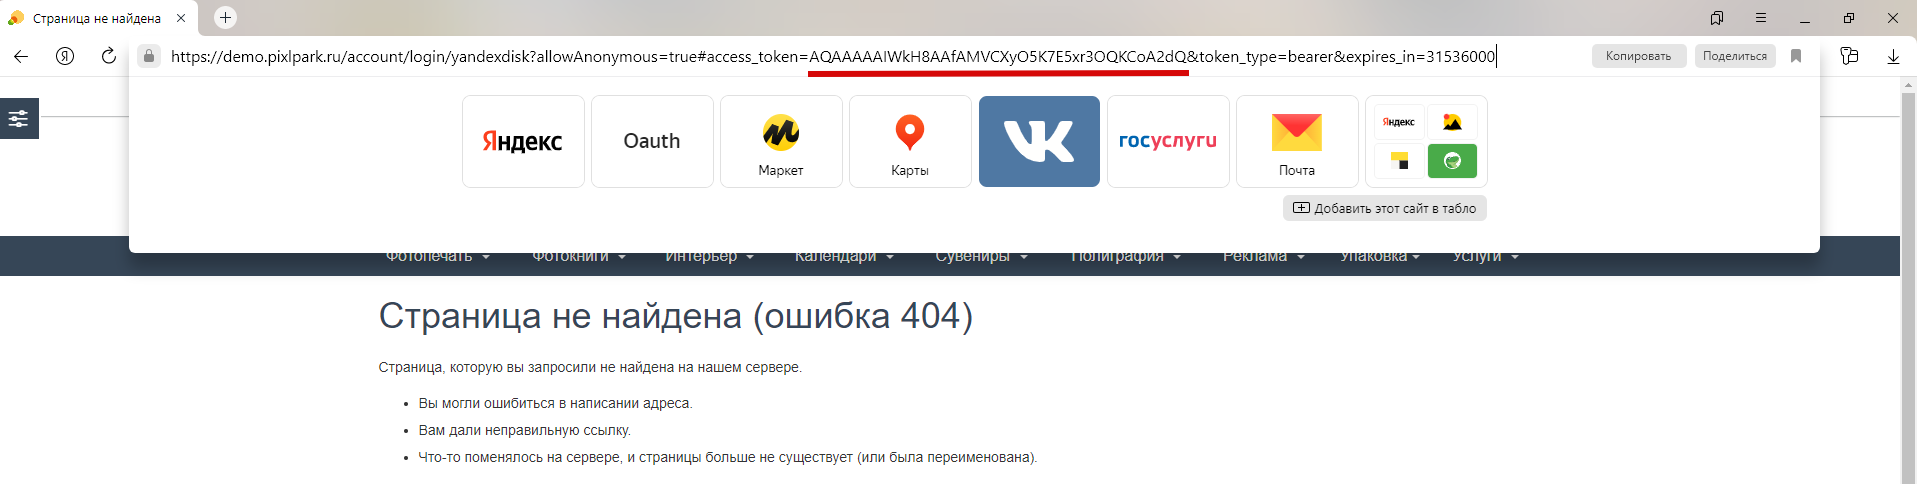 Страница не найдена
https://demo.pixlpark.ru/account/login/yandexdisk?allowAnonymous=true#access_token=AQAAAAAIWkH8AAfAMVCXyO5K7E5xr3OQKCoA2dQ&token_type=bearer&expires_in=31536000
Копировать
Поделиться
Яндекс
Oauth
Маркет
Карты
VK
госуслуги
Почта
Яндекс
Добавить этот сайт в табло
Фотопечать Фотокниги Интерьер Календари Сувениры Полиграфия Реклама Упаковка Услуги
Страница не найдена (ошибка 404)
Страница, которую вы запросили не найдена на нашем сервере.
• Вы могли ошибиться в написании адреса.
• Вам дали неправильную ссылку.
• Что-то поменялось на сервере, и страницы больше не существует (или была переименована).